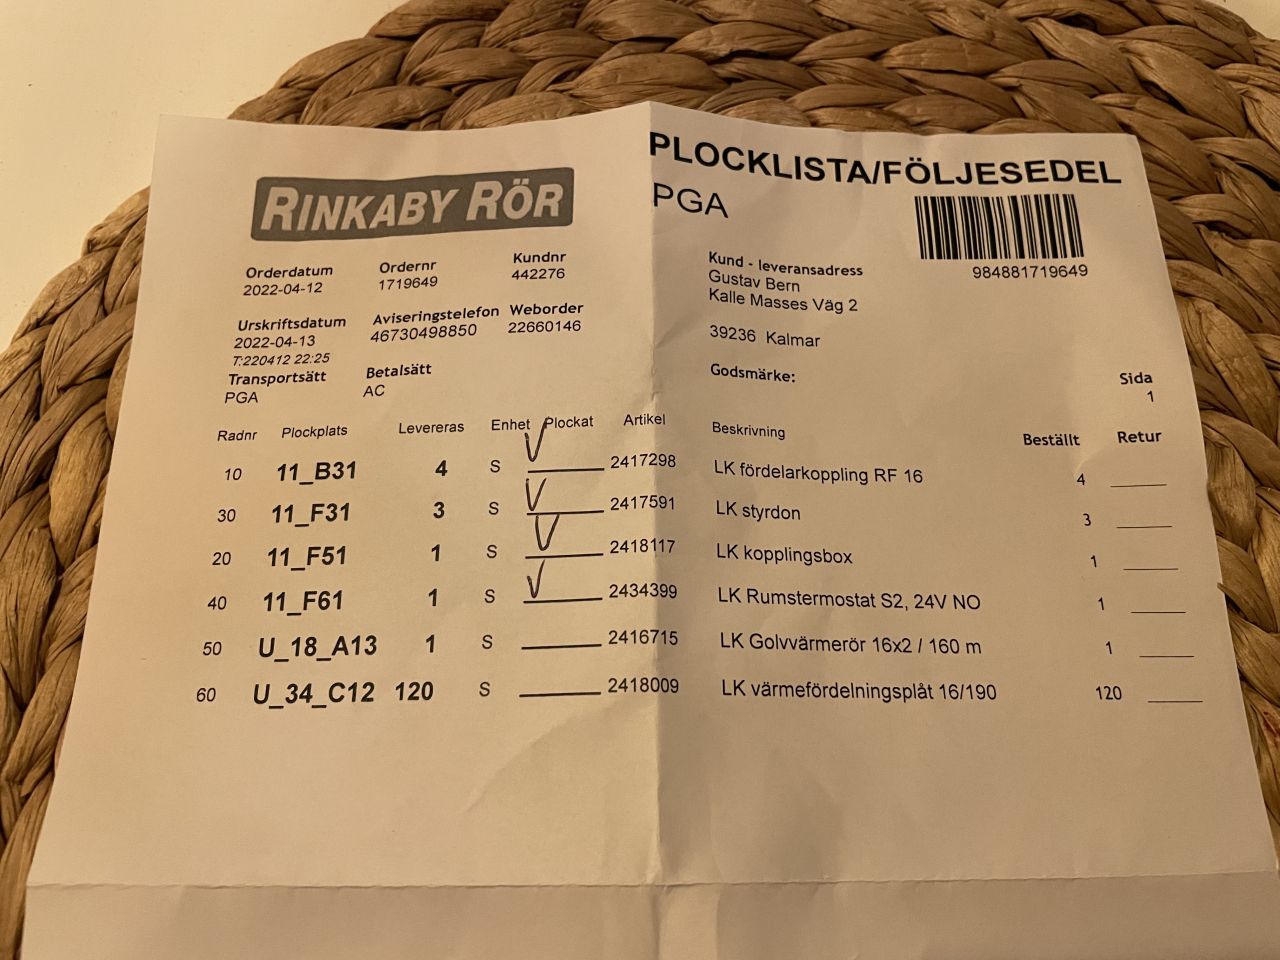 PLOCKLISTA/FÖLJESEDEL
RINKABY RÖR
PGA
984881719649
Orderdatum Ordernr Kundnr
2022-04-12 1719649 442276
Urskriftsdatum Aviseringstelefon Weborder
2022-04-13 46730498850 22660146
T:220412 22:25
Transportsätt Betalsätt
PGA AC
Kund - leveransadress
Gustav Bern
Kalle Masses Väg 2
39236 Kalmar
Godsmärke:
Sida
1
Radnr Plockplats Levereras Enhet Plockat Artikel Beskrivning Beställt Retur
10 11_B31 4 S 2417298 LK fördelarkoppling RF 16 4
30 11_F31 3 S 2417591 LK styrdon 3
20 11_F51 1 S 2418117 LK kopplingsbox 1
40 11_F61 1 S 2434399 LK Rumstermostat S2, 24V NO 1
50 U_18_A13 1 S 2416715 LK Golvvärmerör 16x2 / 160 m 1
60 U_34_C12 120 S 2418009 LK värmefördelningsplåt 16/190 120